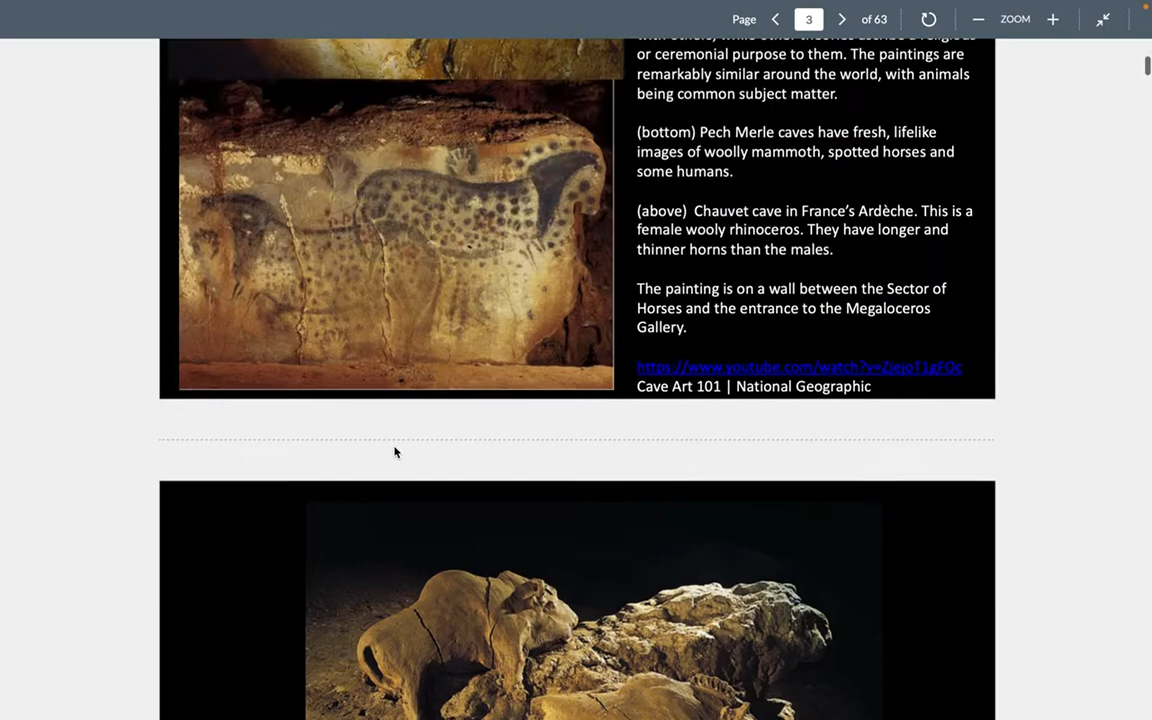 Page 3 of 63 ZOOM
or ceremonial purpose to them. The paintings are
remarkably similar around the world, with animals
being common subject matter.
(bottom) Pech Merle caves have fresh, lifelike
images of woolly mammoth, spotted horses and
some humans.
(above) Chauvet cave in France’s Ardèche. This is a
female wooly rhinoceros. They have longer and
thinner horns than the males.
The painting is on a wall between the Sector of
Horses and the entrance to the Megaloceros
Gallery.
Cave Art 101 | National Geographic